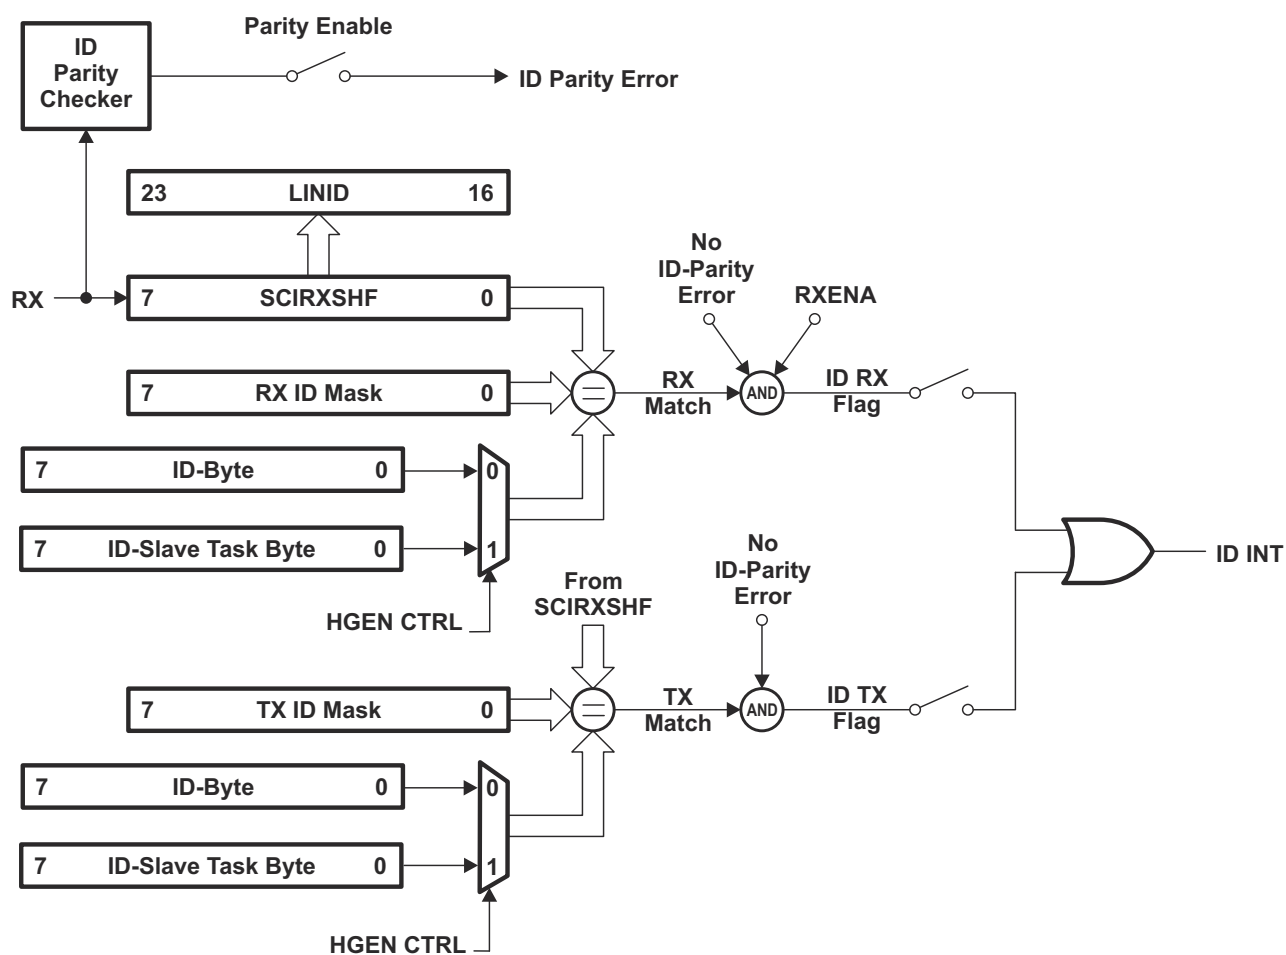 Parity Enable
ID
Parity
Checker
ID Parity Error
23 LINID 16
RX
7 SCIRXSHF 0
No
ID-Parity
Error
RXENA
7 RX ID Mask 0
RX
Match
AND
ID RX
Flag
7 ID-Byte 0
0
7 ID-Slave Task Byte 0
1
HGEN CTRL
From
SCIRXSHF
No
ID-Parity
Error
ID INT
7 TX ID Mask 0
TX
Match
AND
ID TX
Flag
7 ID-Byte 0
0
7 ID-Slave Task Byte 0
1
HGEN CTRL